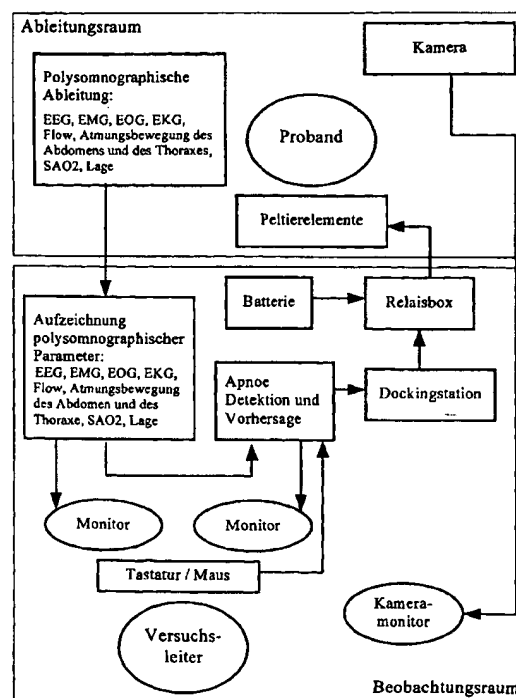 Ableitungsraum
Kamera
Polysomnographische
Ableitung:
EEG, EMG, EOG, EKG,
Flow, Atmungsbewegung des
Abdomens und des Thoraxes,
SAO2, Lage
Proband
Peltierelemente
Batterie
Relaisbox
Aufzeichnung
polysomnographischer
Parameter:
EEG, EMG, EOG, EKG,
Flow, Atmungsbewegung
des Abdomen und des
Thoraxe, SAO2, Lage
Apnoe
Detektion und
Vorhersage
Dockingstation
Monitor
Monitor
Tastatur / Maus
Versuchs-
leiter
Kamera-
monitor
Beobachtungsraum